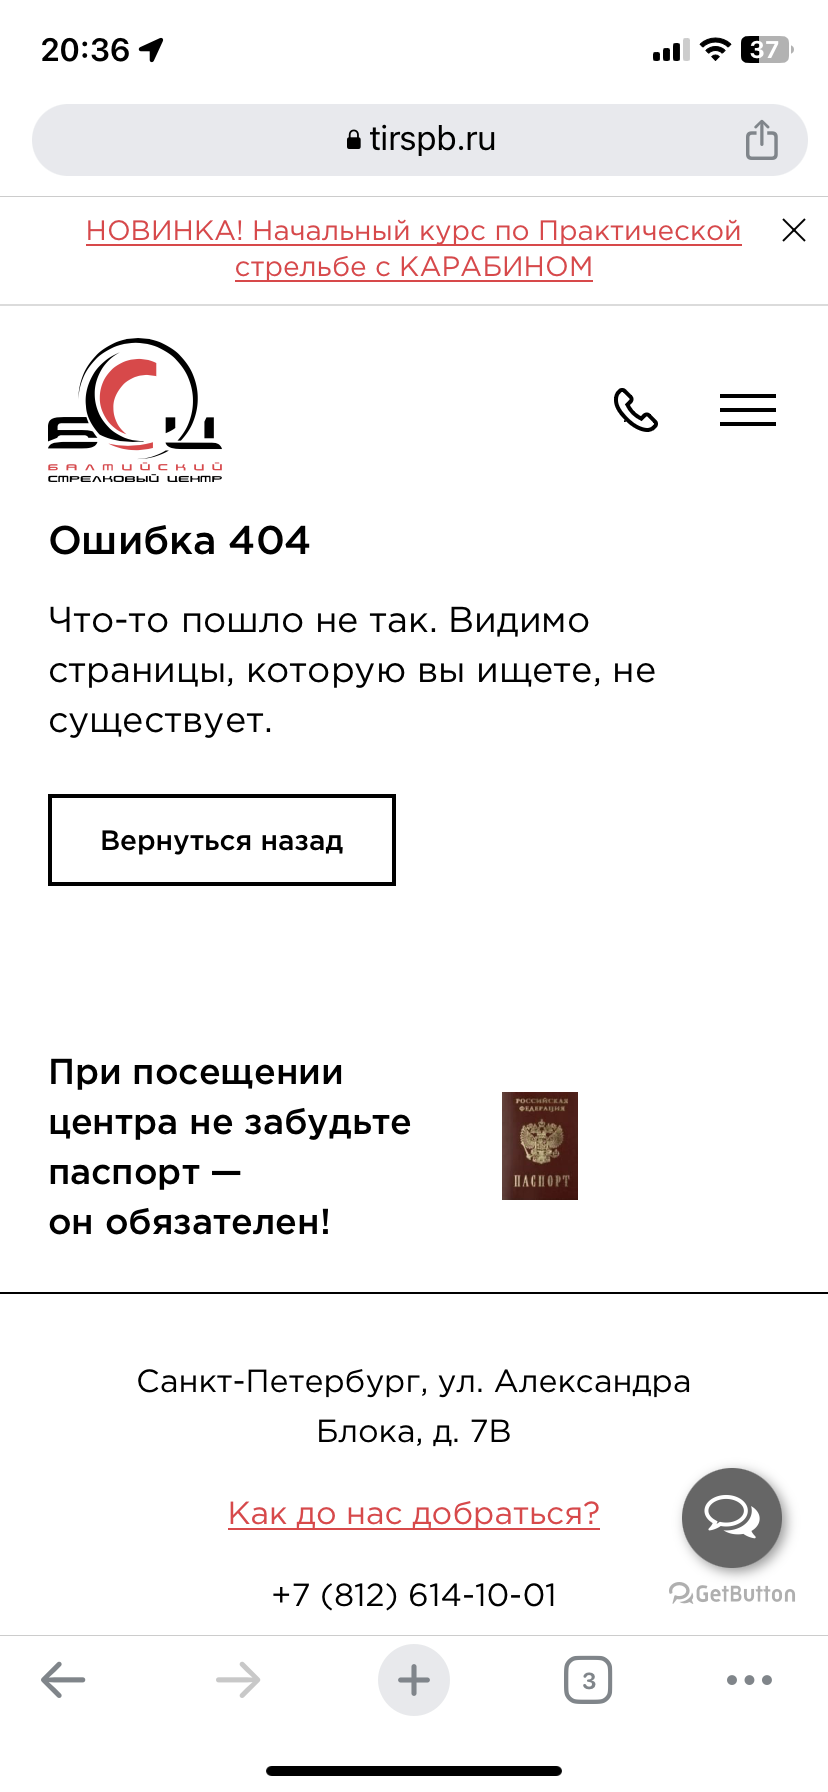 20:36
37
tirspb.ru
НОВИНКА! Начальный курс по Практической
стрельбе с КАРАБИНОМ
БСЦ
БАЛТИЙСКИЙ
СТРЕЛКОВЫЙ ЦЕНТР
Ошибка 404
Что-то пошло не так. Видимо
страницы, которую вы ищете, не
существует.
Вернуться назад
При посещении
центра не забудьте
паспорт —
он обязателен!
РОССИЙСКАЯ
ФЕДЕРАЦИЯ
ПАСПОРТ
Санкт-Петербург, ул. Александра
Блока, д. 7В
Как до нас добраться?
+7 (812) 614-10-01
GetButton
3